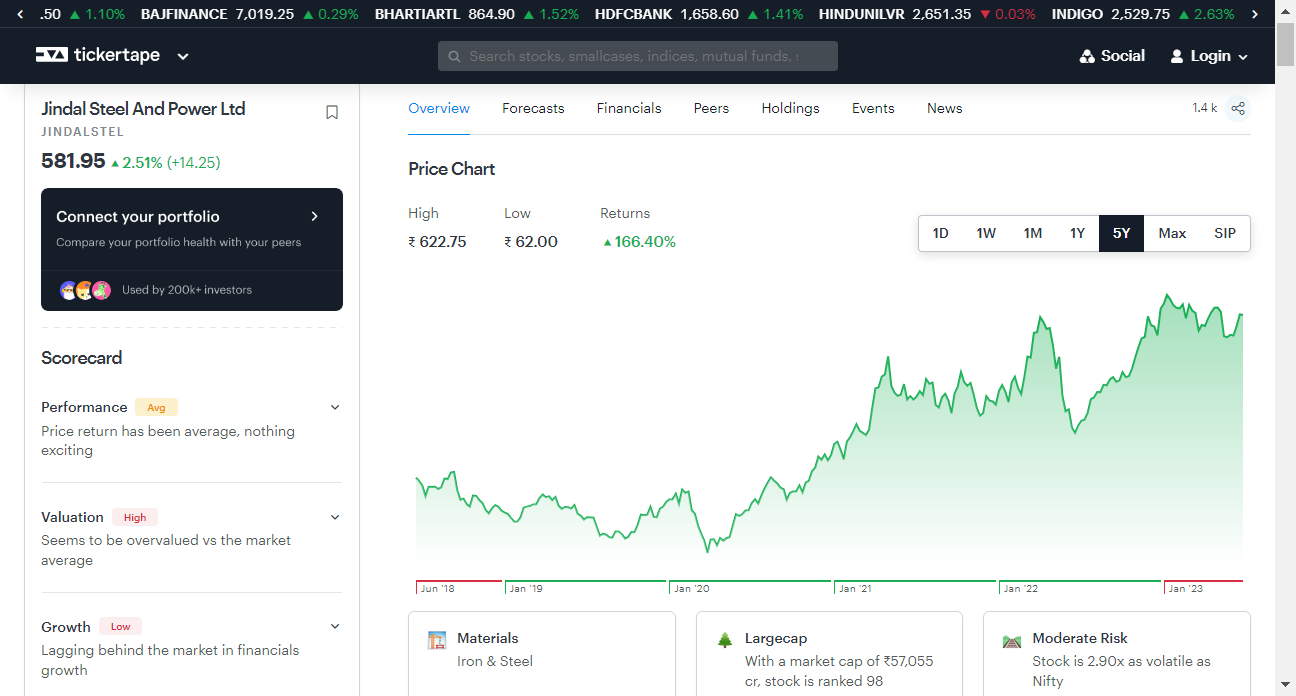 .50 ▲ 1.10% BAJFINANCE 7,019.25 ▲ 0.29% BHARTIARTL 864.90 ▲ 1.52% HDFCBANK 1,658.60 ▲ 1.41% HINDUNILVR 2,651.35 ▼ 0.03% INDIGO 2,529.75 ▲ 2.63%
tickertape
Search stocks, smallcases, indices, mutual funds,
Social
Login
Jindal Steel And Power Ltd
JINDALSTEL
581.95 ▲ 2.51% (+14.25)
Connect your portfolio
Compare your portfolio health with your peers
Used by 200k+ investors
Scorecard
Performance Avg
Price return has been average, nothing
exciting
Valuation High
Seems to be overvalued vs the market
average
Growth Low
Lagging behind the market in financials
growth
Overview Forecasts Financials Peers Holdings Events News
1.4 k
Price Chart
High Low Returns
₹ 622.75 ₹ 62.00 ▲ 166.40%
1D 1W 1M 1Y 5Y Max SIP
Jun '18 Jan '19 Jan '20 Jan '21 Jan '22 Jan '23
Materials
Iron & Steel
Largecap
With a market cap of ₹57,055
cr, stock is ranked 98
Moderate Risk
Stock is 2.90x as volatile as
Nifty